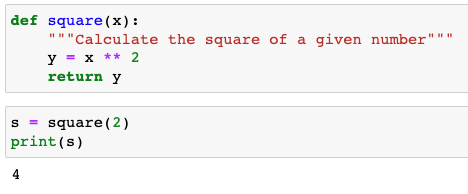 def square(x):
    """Calculate the square of a given number"""
    y = x ** 2
    return y
s = square(2)
print(s)
4